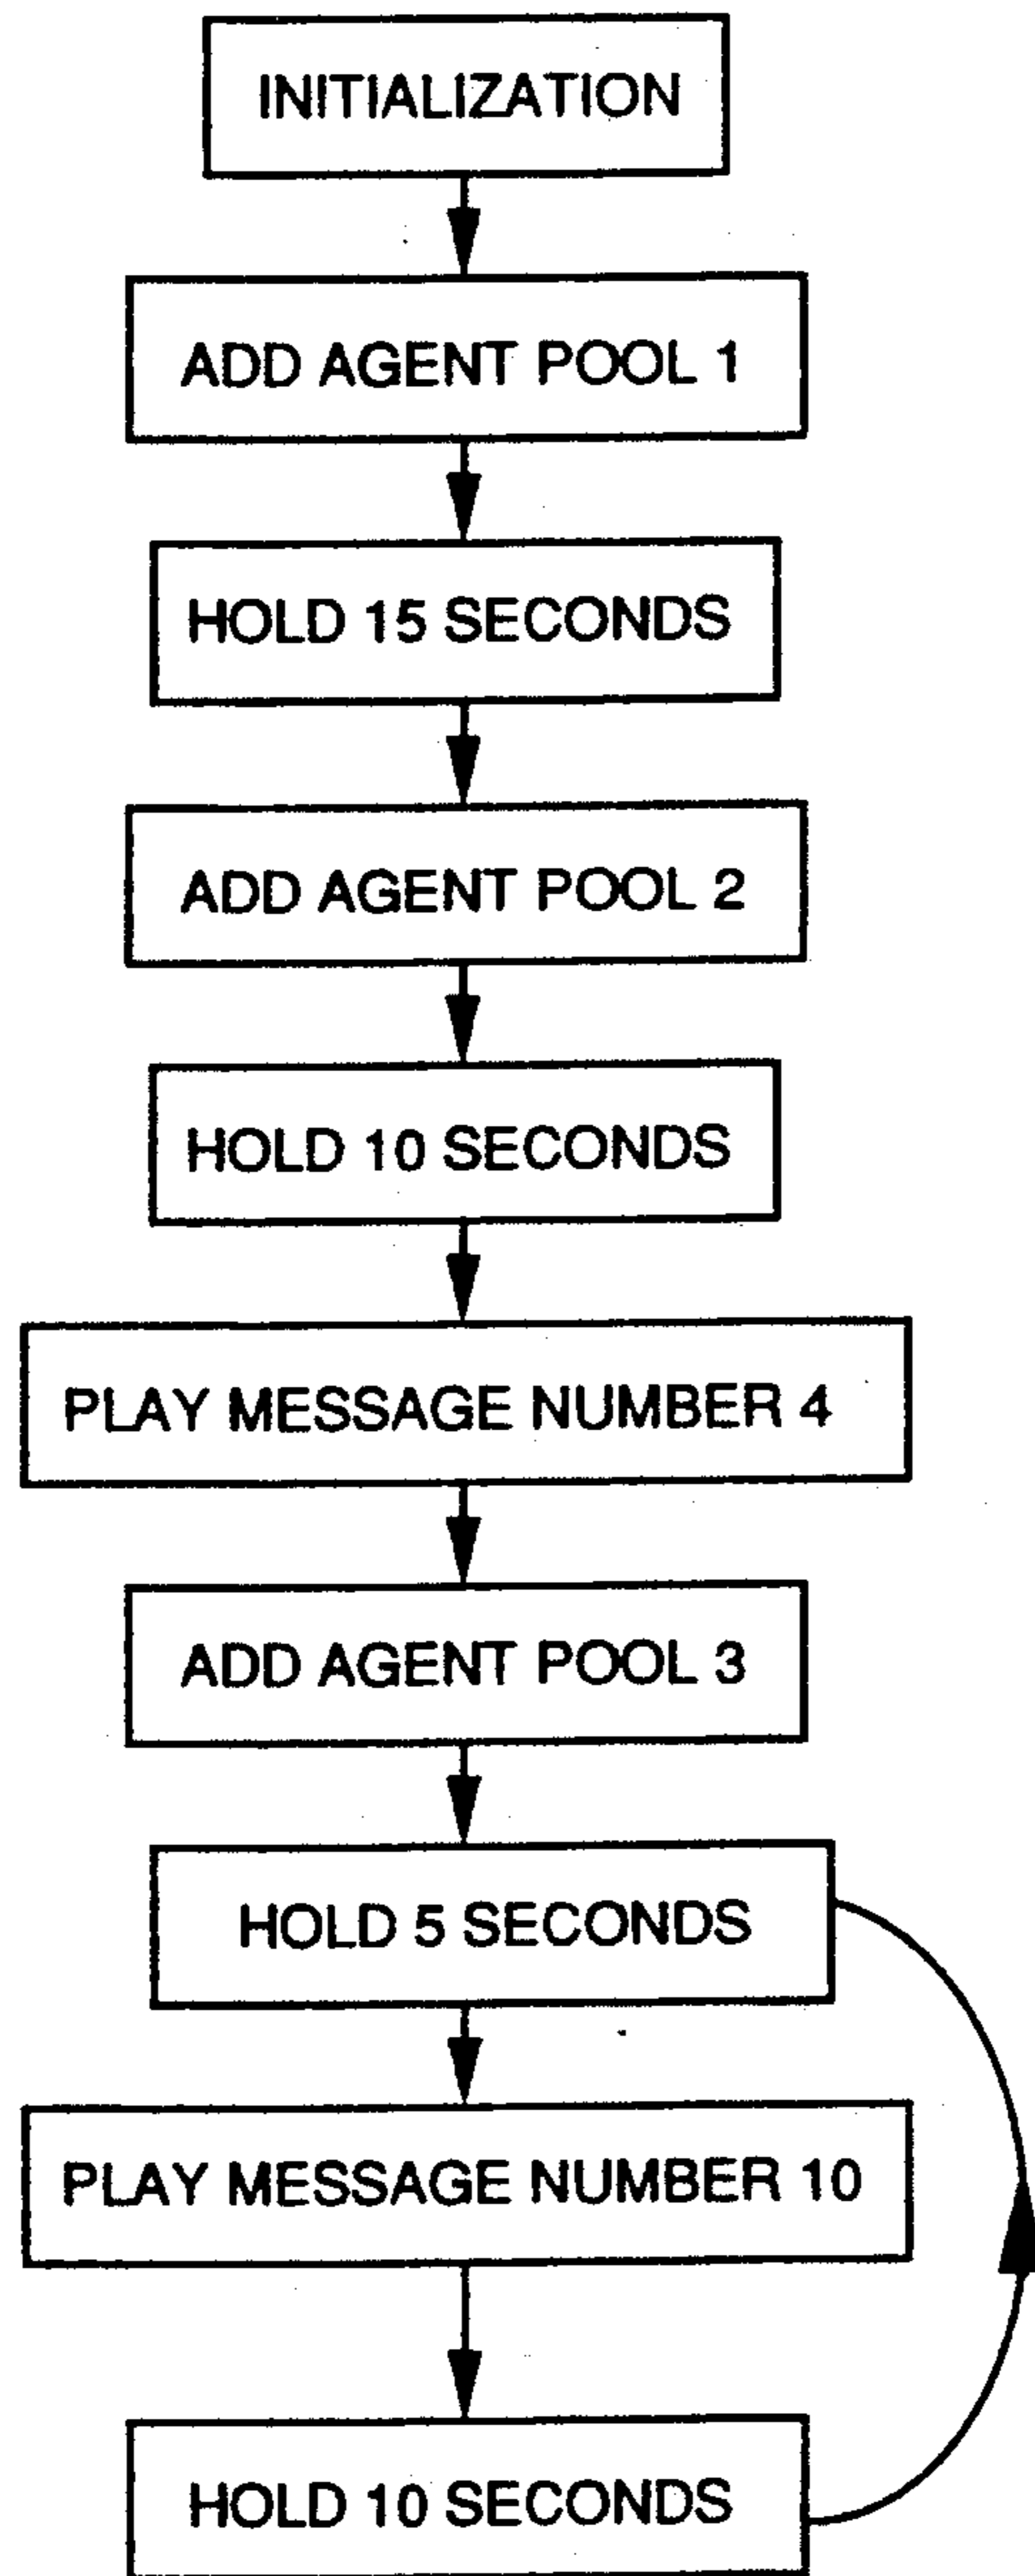 INITIALIZATION
ADD AGENT POOL 1
HOLD 15 SECONDS
ADD AGENT POOL 2
HOLD 10 SECONDS
PLAY MESSAGE NUMBER 4
ADD AGENT POOL 3
HOLD 5 SECONDS
PLAY MESSAGE NUMBER 10
HOLD 10 SECONDS